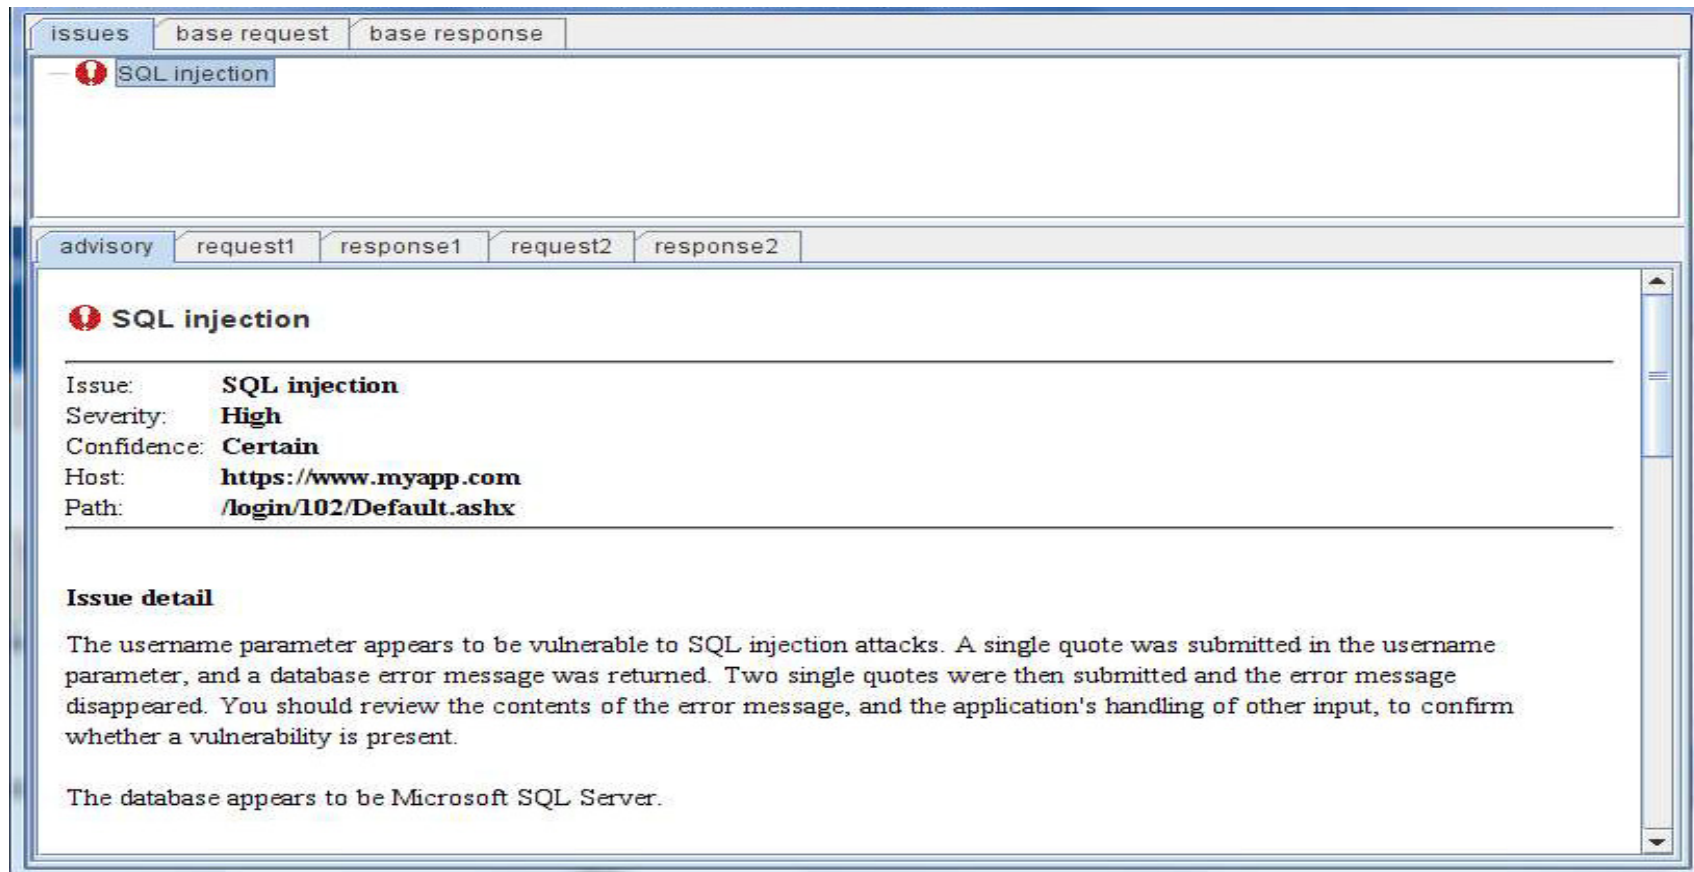 issues base request base response
SQL injection
advisory request1 response1 request2 response2
SQL injection
Issue: SQL injection
Severity: High
Confidence: Certain
Host: https://www.myapp.com
Path: /login/102/Default.ashx
Issue detail
The username parameter appears to be vulnerable to SQL injection attacks. A single quote was submitted in the username
parameter, and a database error message was returned. Two single quotes were then submitted and the error message
disappeared. You should review the contents of the error message, and the application's handling of other input, to confirm
whether a vulnerability is present.
The database appears to be Microsoft SQL Server.